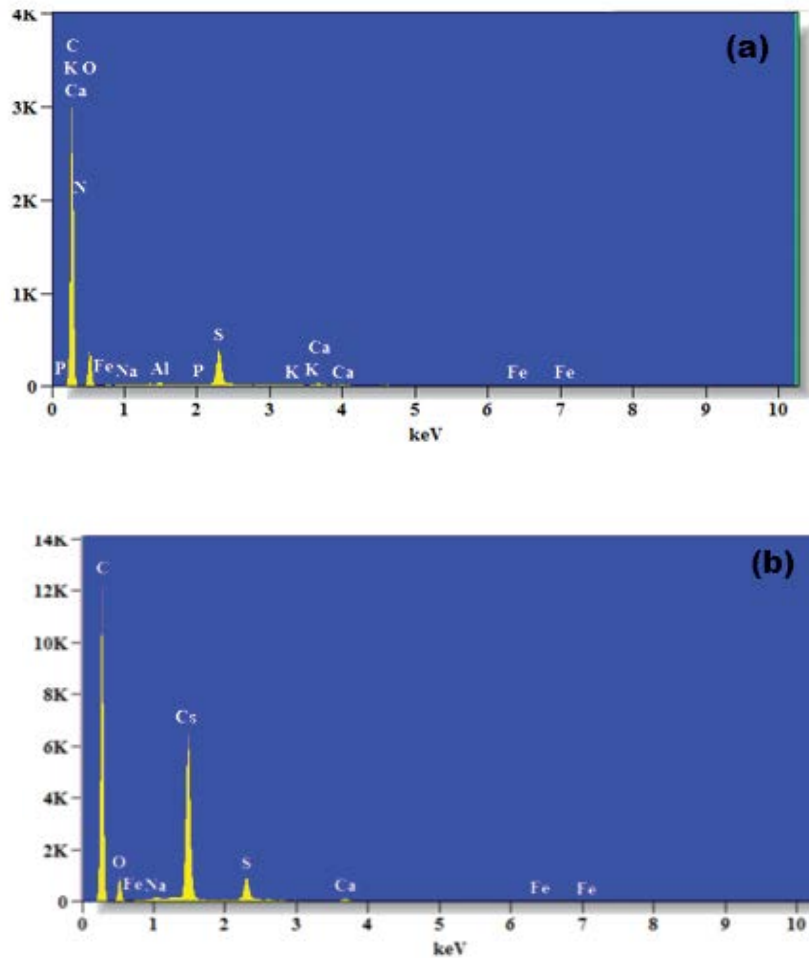 4K
(a)
C
K O
Ca
3K
N
2K
1K
S
Ca
P Fe Na Al P K K Ca Fe Fe
0
0 1 2 3 4 5 6 7 8 9 10
keV
14K
(b)
C
12K
10K
8K
Cs
6K
4K
2K
O S
Fe Na Ca Fe Fe
0
0 1 2 3 4 5 6 7 8 9 10
keV